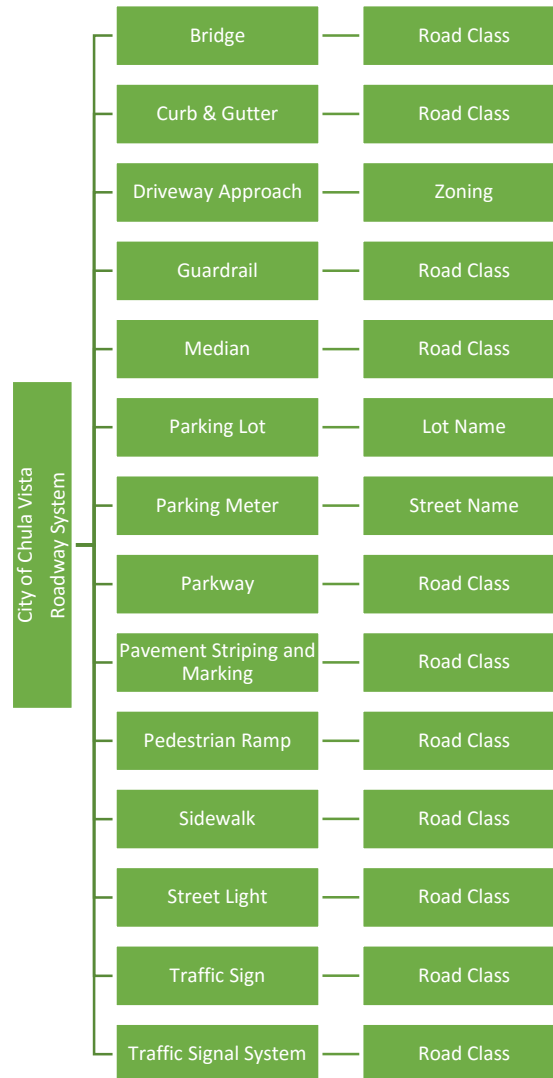 City of Chula Vista
Roadway System
Bridge
Road Class
Curb & Gutter
Road Class
Driveway Approach
Zoning
Guardrail
Road Class
Median
Road Class
Parking Lot
Lot Name
Parking Meter
Street Name
Parkway
Road Class
Pavement Striping and
Marking
Road Class
Pedestrian Ramp
Road Class
Sidewalk
Road Class
Street Light
Road Class
Traffic Sign
Road Class
Traffic Signal System
Road Class